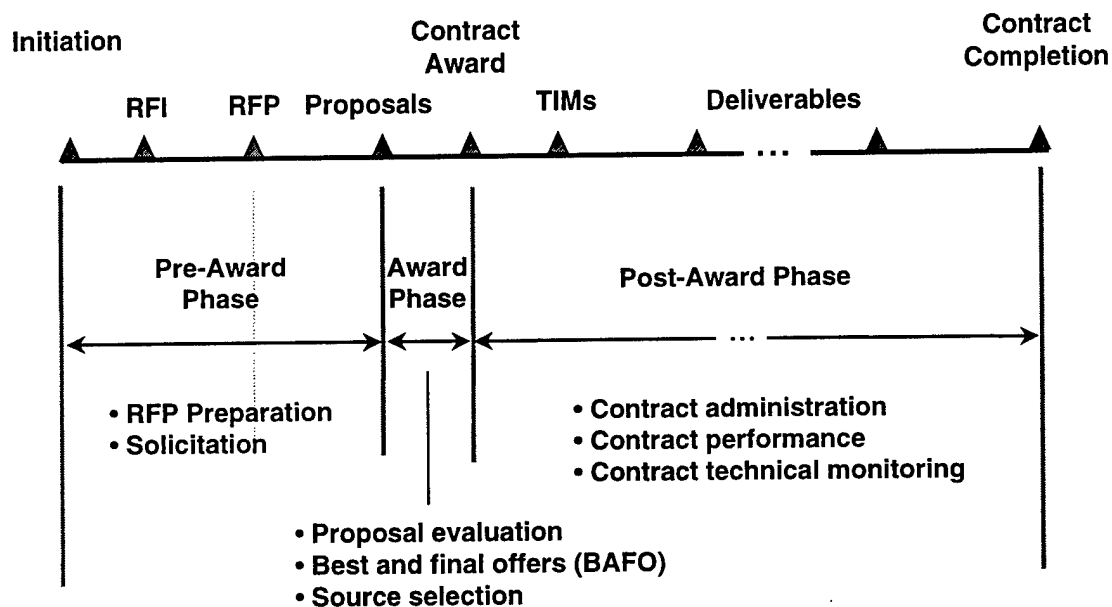 Initiation
Contract
Award
Contract
Completion
RFI
RFP
Proposals
TIMs
Deliverables
...
Pre-Award
Phase
Award
Phase
Post-Award Phase
...
• RFP Preparation
• Solicitation
• Contract administration
• Contract performance
• Contract technical monitoring
• Proposal evaluation
• Best and final offers (BAFO)
• Source selection